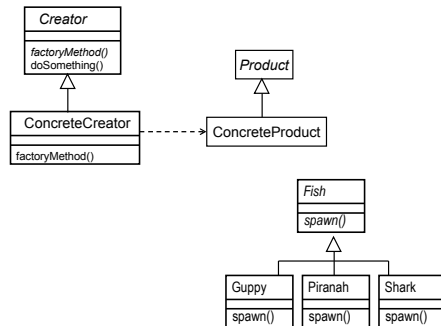 Creator
factoryMethod()
doSomething()
Product
ConcreteCreator
factoryMethod()
ConcreteProduct
Fish
spawn()
Guppy
spawn()
Piranah
spawn()
Shark
spawn()